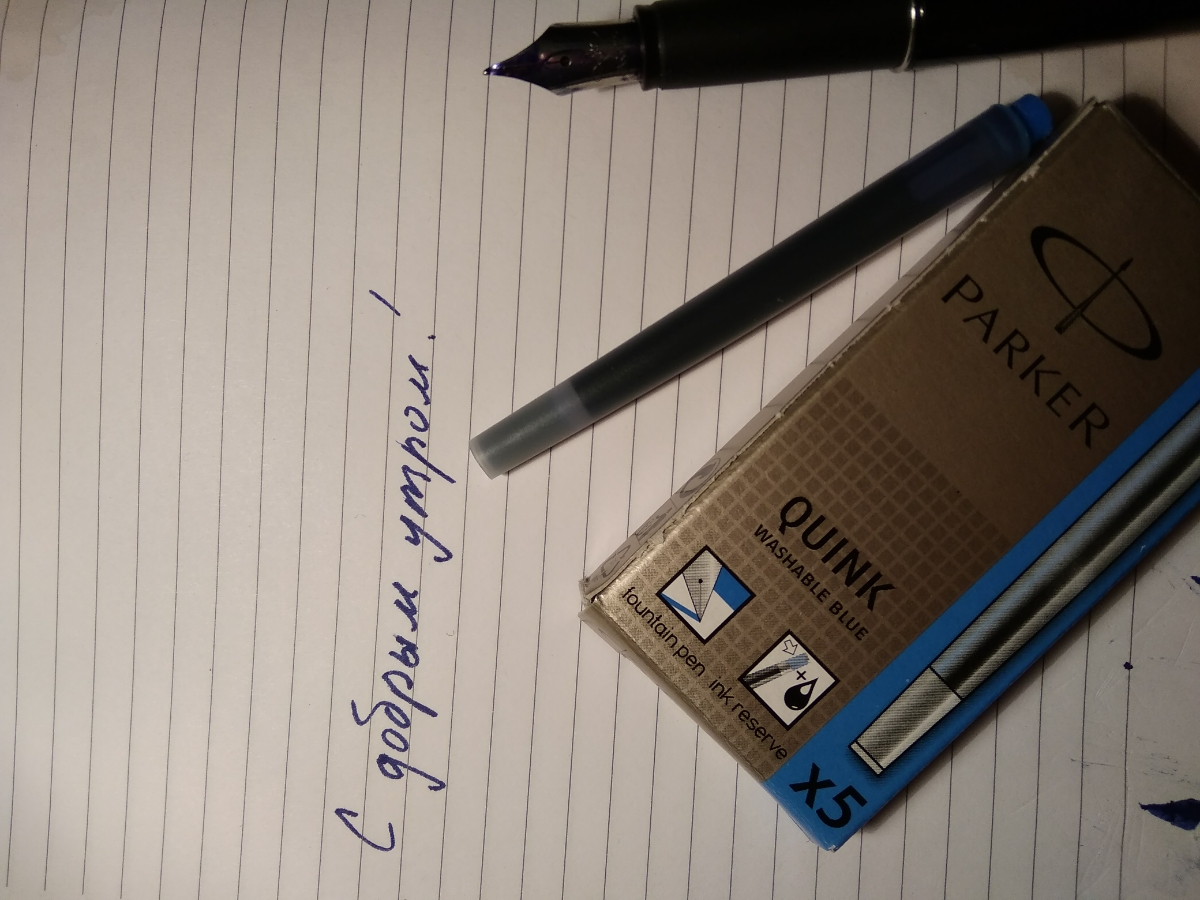 С добрым утром!
PARKER
QUINK
WASHABLE BLUE
fountain pen
ink reserve
x5